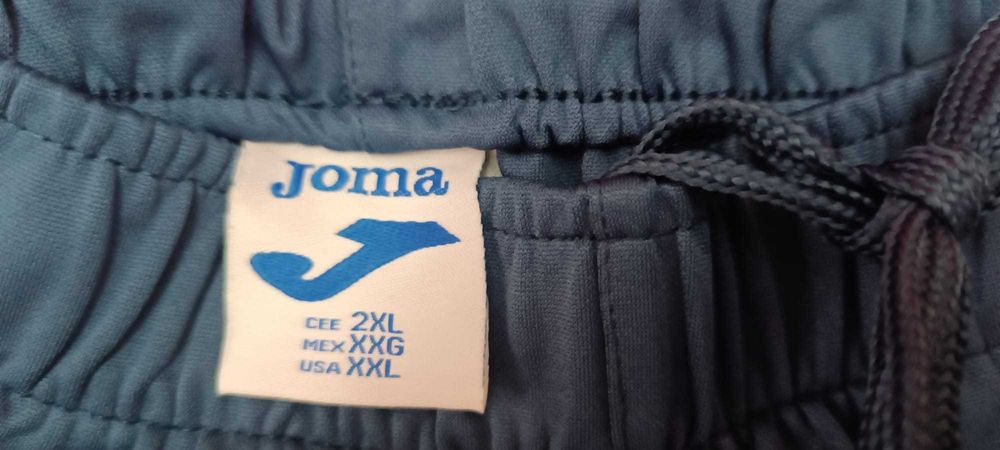 Joma
CEE 2XL
MEX XXG
USA XXL